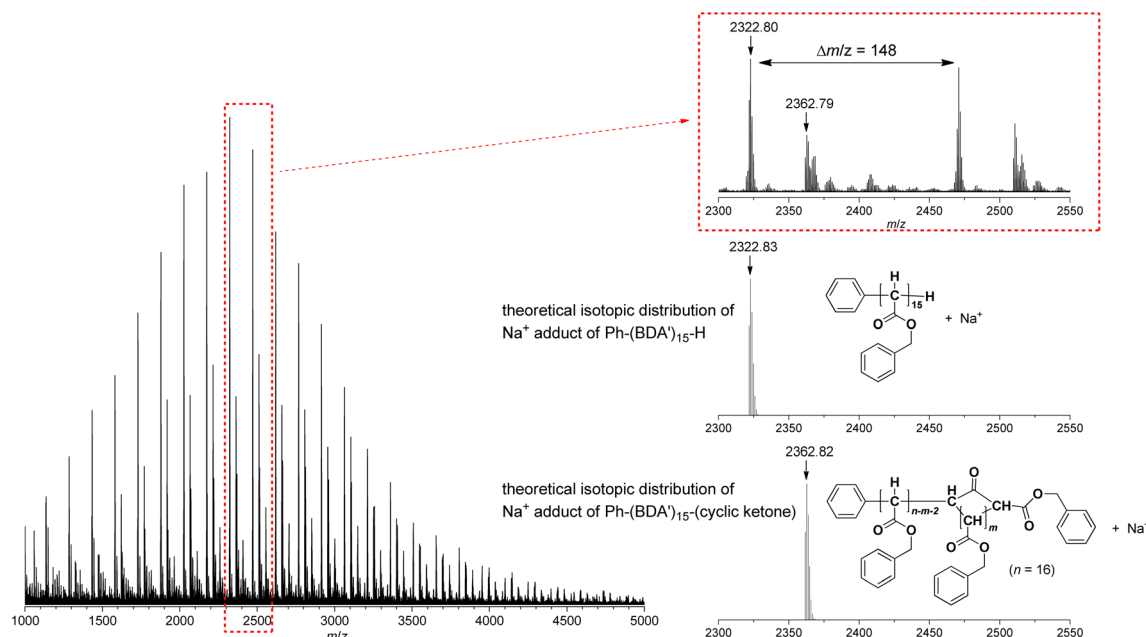 2322.80
Δm/z = 148
2362.79
2300 2350 2400 2450 2500 2550
m/z
2322.83
theoretical isotopic distribution of
Na+ adduct of Ph-(BDA')15-H
H
C
H
15
O
O
+ Na+
2300 2350 2400 2450 2500 2550
2362.82
theoretical isotopic distribution of
Na+ adduct of Ph-(BDA')15-(cyclic ketone)
H
C
n-m-2
O
O
H
C
O
C
CH
CH
m
C
O
O
C
O
O
+ Na
(n = 16)
2300 2350 2400 2450 2500 2550
1000 1500 2000 2500 3000 3500 4000 4500 5000
m/z